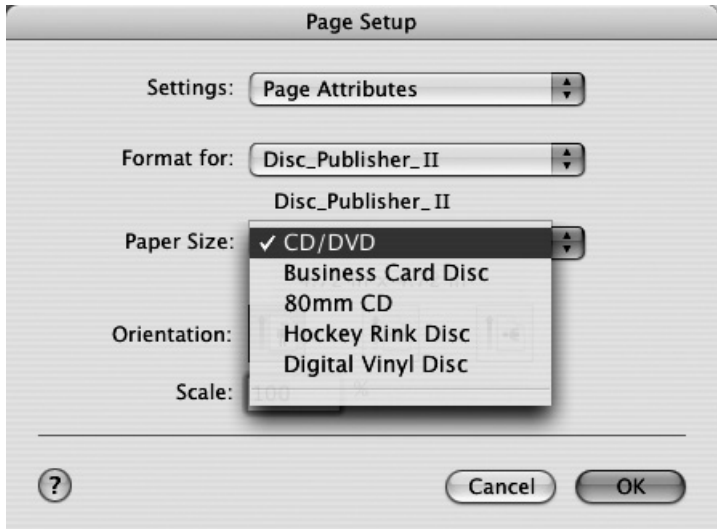 Page Setup
Settings: Page Attributes
Format for: Disc_Publisher_II
Disc_Publisher_II
Paper Size: ✓ CD/DVD
Business Card Disc
80mm CD
Orientation: Hockey Rink Disc
Digital Vinyl Disc
Scale: 100 %
? Cancel OK